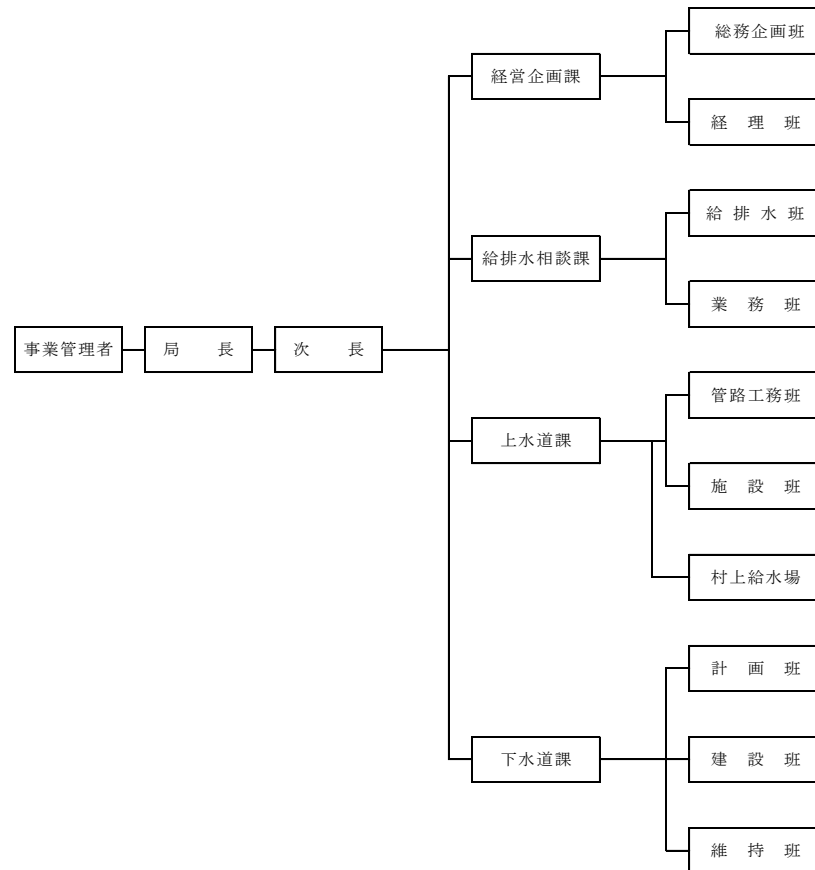 総務企画班
経営企画課
経理班
給排水班
給排水相談課
業務班
事業管理者
局長
次長
管路工務班
上水道課
施設班
村上給水場
計画班
下水道課
建設班
維持班